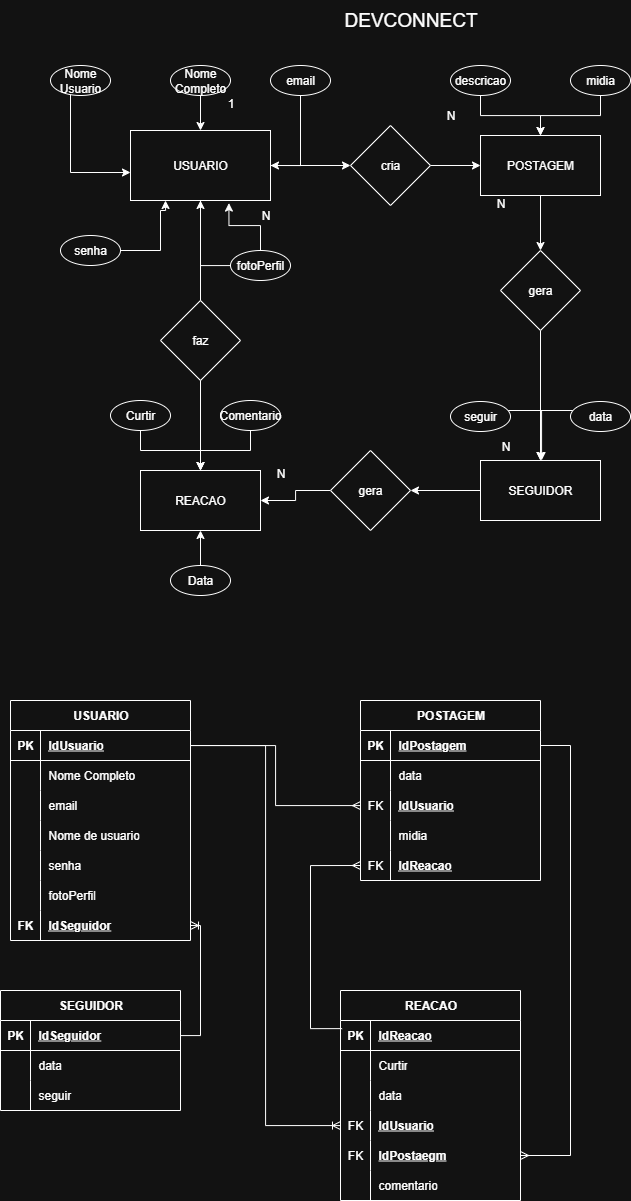 DEVCONNECT
Nome
Usuario
Nome
Completo
email
descricao
midia
1
N
USUARIO
cria
POSTAGEM
N
N
senha
fotoPerfil
gera
faz
Curtir
Comentario
seguir
data
N
N
REACAO
gera
SEGUIDOR
Data
USUARIO
PK IdUsuario
Nome Completo
email
Nome de usuario
senha
fotoPerfil
FK IdSeguidor
POSTAGEM
PK IdPostagem
data
FK IdUsuario
midia
FK IdReacao
SEGUIDOR
PK IdSeguidor
data
seguir
REACAO
PK IdReacao
Curtir
data
FK IdUsuario
FK IdPostaegm
comentario